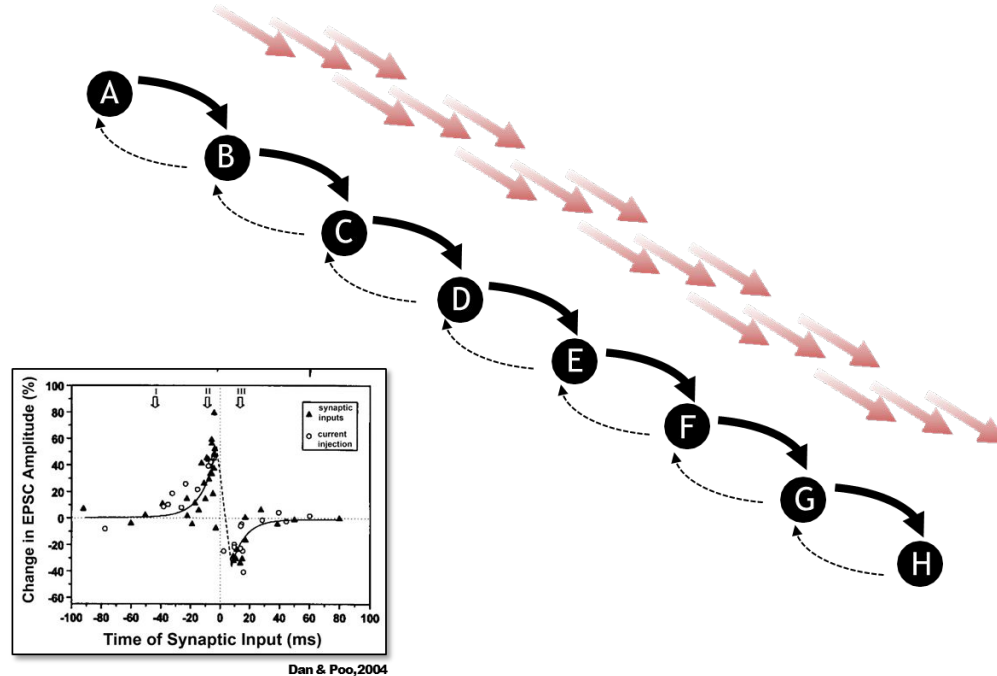 A
B
C
D
E
F
G
H
Change in EPSC Amplitude (%)
100
80
60
40
20
0
-20
-40
-60
I
II
III
synaptic
inputs
current
injection
-100 -80 -60 -40 -20 0 20 40 60 80 100
Time of Synaptic Input (ms)
Dan & Poo,2004